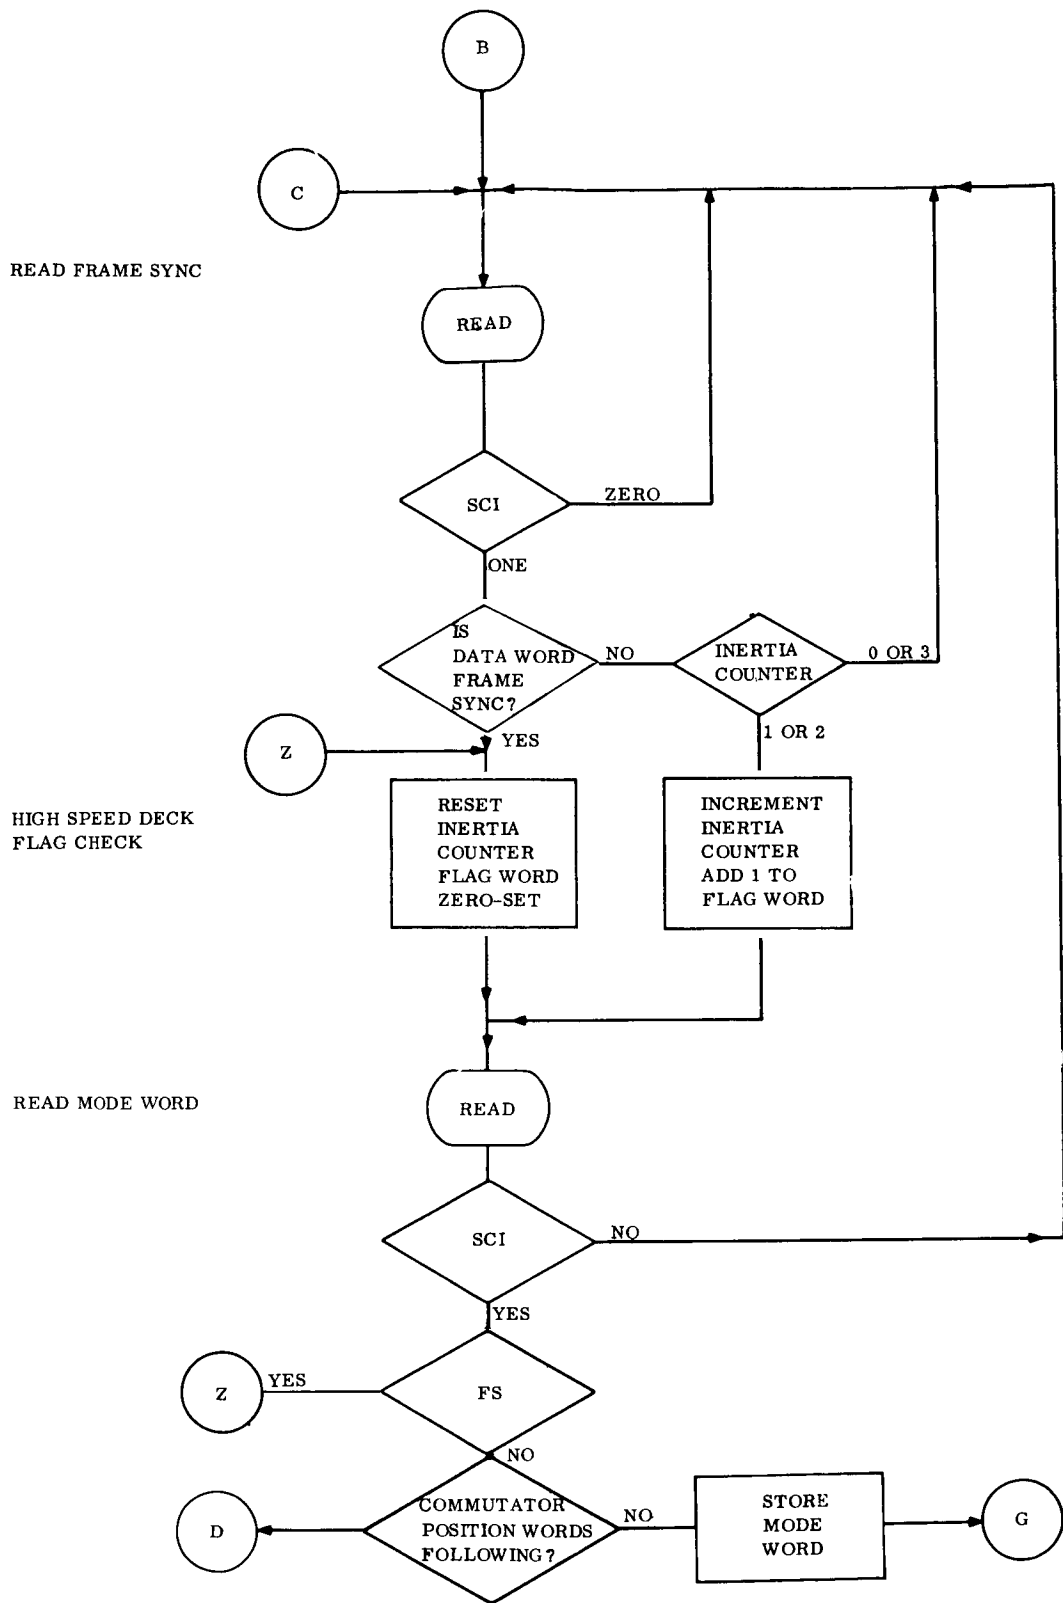 B
C
READ FRAME SYNC
READ
SCI
ZERO
ONE
IS
DATA WORD
FRAME
SYNC?
NO
INERTIA
COUNTER
0 OR 3
YES
1 OR 2
Z
HIGH SPEED DECK
FLAG CHECK
RESET
INERTIA
COUNTER
FLAG WORD
ZERO-SET
INCREMENT
INERTIA
COUNTER
ADD 1 TO
FLAG WORD
READ MODE WORD
READ
SCI
NO
YES
Z
YES
FS
NO
D
COMMUTATOR
POSITION WORDS
FOLLOWING?
NO
STORE
MODE
WORD
G